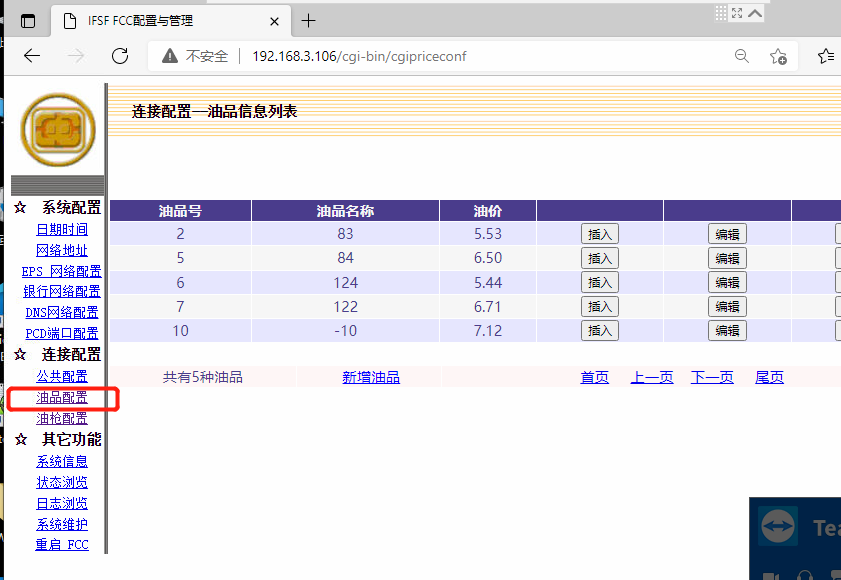 IFSF FCC配置与管理
不安全 192.168.3.106/cgi-bin/cgipriceconf
连接配置—油品信息列表
☆ 系统配置
日期时间
网络地址
EPS 网络配置
银行网络配置
DNS网络配置
PCD端口配置
☆ 连接配置
公共配置
油品配置
油枪配置
☆ 其它功能
系统信息
状态浏览
日志浏览
系统维护
重启 FCC
油品号 油品名称 油价
2 83 5.53 插入 编辑
5 84 6.50 插入 编辑
6 124 5.44 插入 编辑
7 122 6.71 插入 编辑
10 -10 7.12 插入 编辑
共有5种油品 新增油品 首页 上一页 下一页 尾页